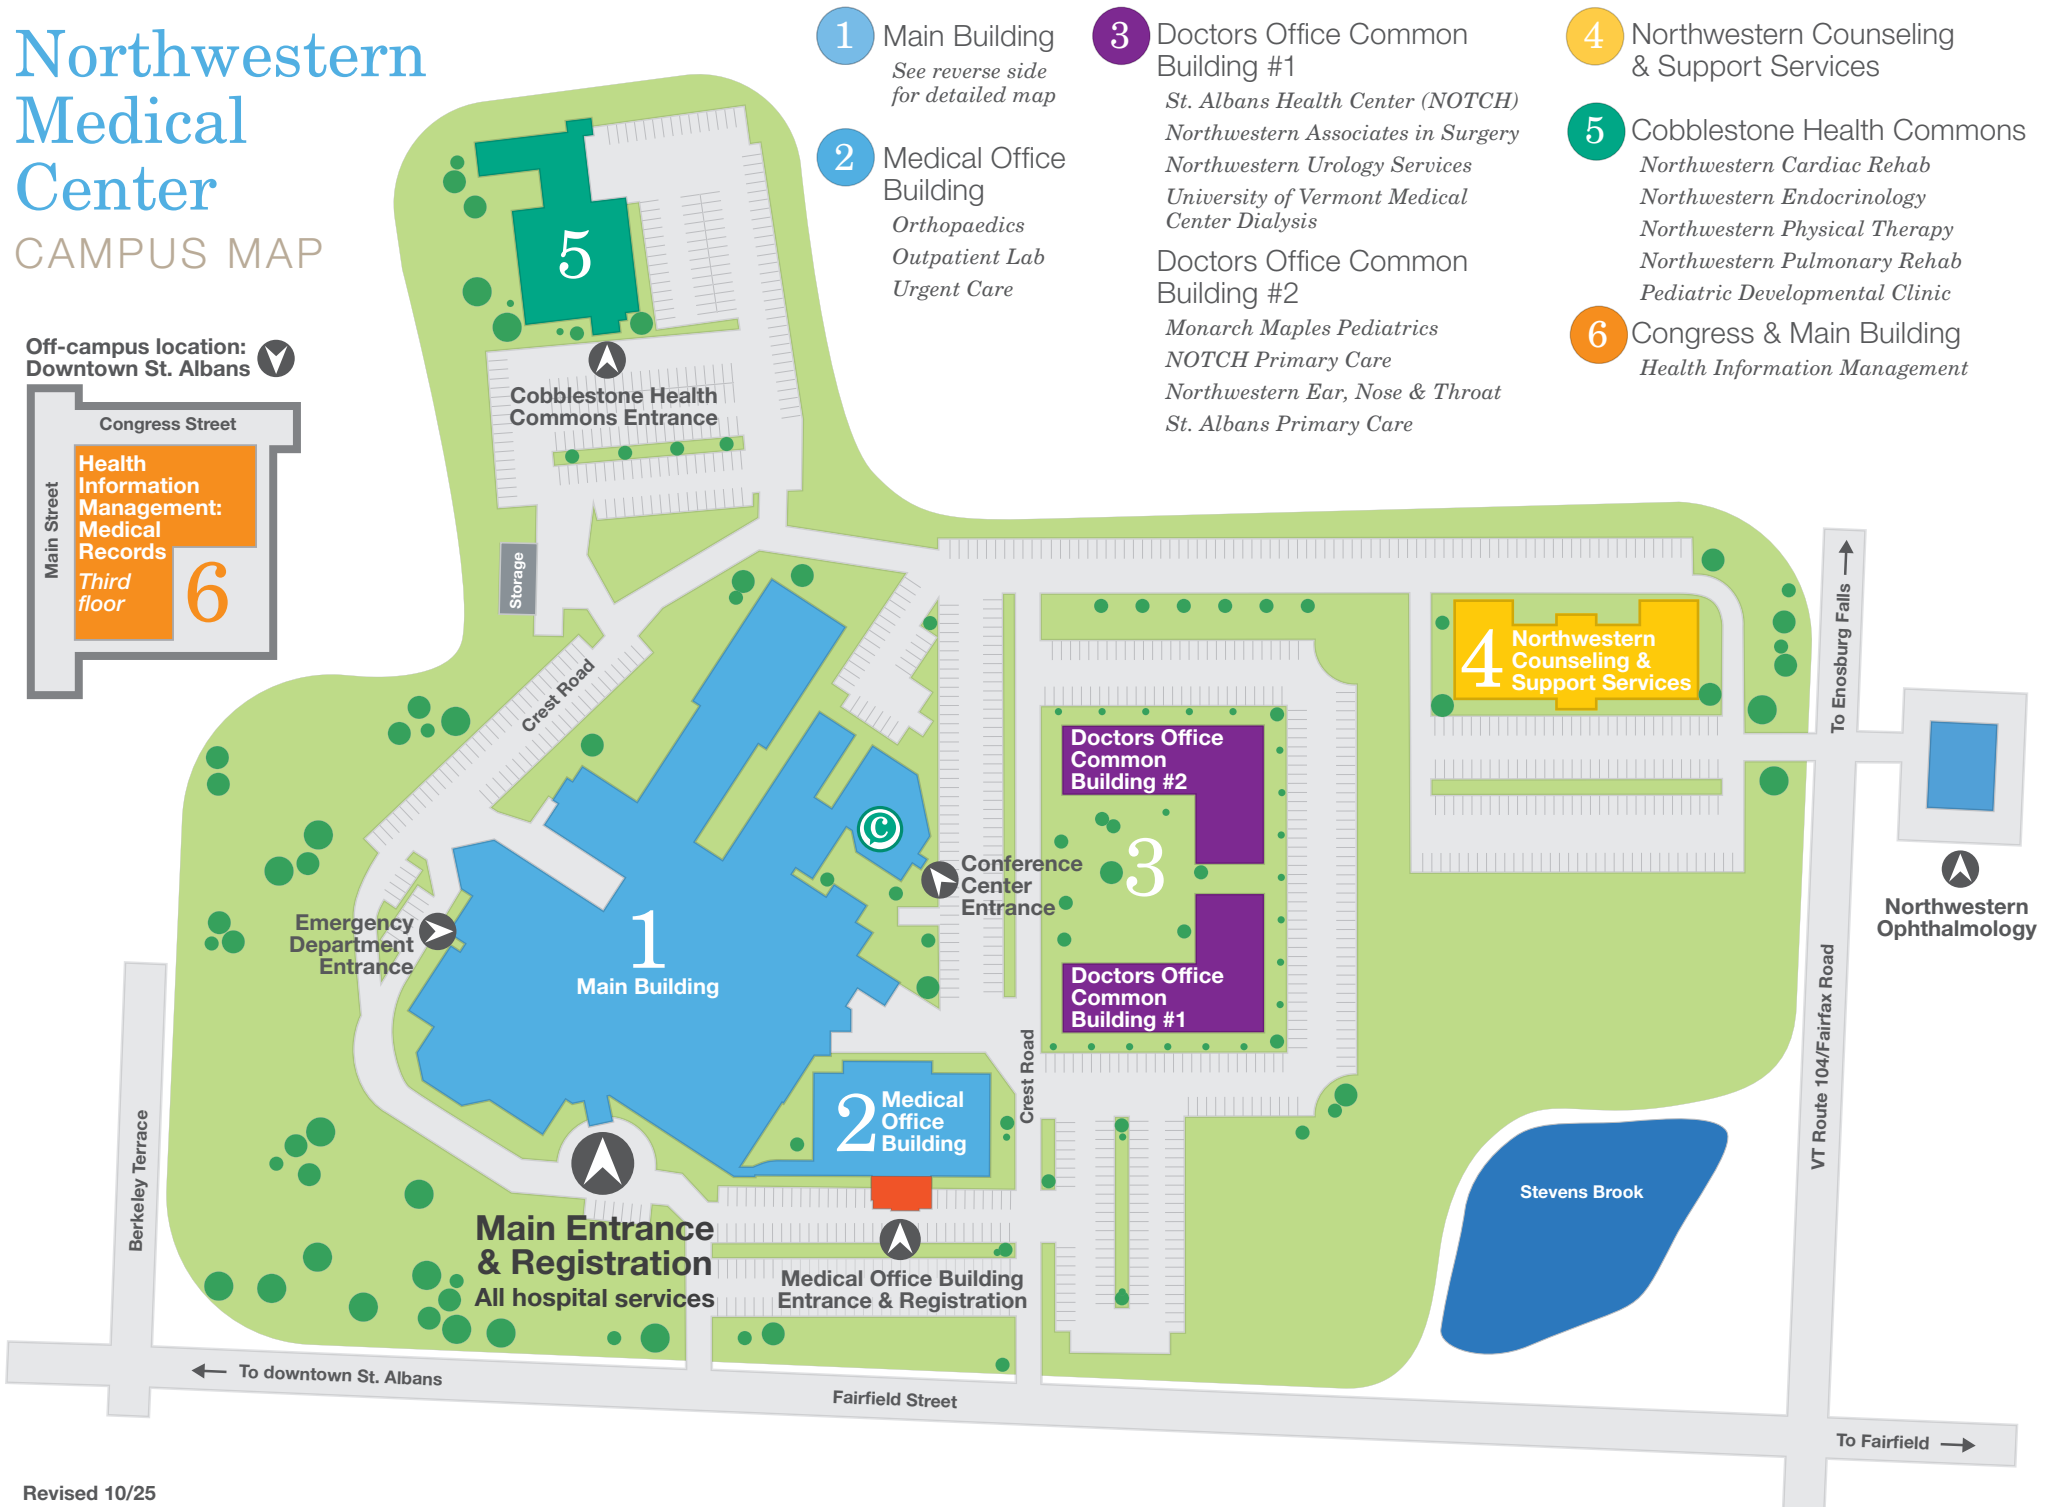 Northwestern
Medical
Center
CAMPUS MAP
1
Main Building
See reverse side
for detailed map
2
Medical Office
Building
Orthopaedics
Outpatient Lab
Urgent Care
3
Doctors Office Common
Building #1
St. Albans Health Center (NOTCH)
Northwestern Associates in Surgery
Northwestern Urology Services
University of Vermont Medical
Center Dialysis
Doctors Office Common
Building #2
Monarch Maples Pediatrics
NOTCH Primary Care
Northwestern Ear, Nose & Throat
St. Albans Primary Care
4
Northwestern Counseling
& Support Services
5
Cobblestone Health Commons
Northwestern Cardiac Rehab
Northwestern Endocrinology
Northwestern Physical Therapy
Northwestern Pulmonary Rehab
Pediatric Developmental Clinic
6
Congress & Main Building
Health Information Management
Off-campus location:
Downtown St. Albans
Congress Street
Main Street
Health
Information
Management:
Medical
Records
Third
floor
6
5
Cobblestone Health
Commons Entrance
Storage
Crest Road
4
Northwestern
Counseling &
Support Services
To Enosburg Falls
Doctors Office
Common
Building #2
3
Doctors Office
Common
Building #1
C
Conference
Center
Entrance
Emergency
Department
Entrance
1
Main Building
Northwestern
Ophthalmology
VT Route 104/Fairfax Road
Crest Road
2
Medical
Office
Building
Berkeley Terrace
Stevens Brook
Main Entrance
& Registration
All hospital services
Medical Office Building
Entrance & Registration
To downtown St. Albans
Fairfield Street
To Fairfield
Revised 10/25